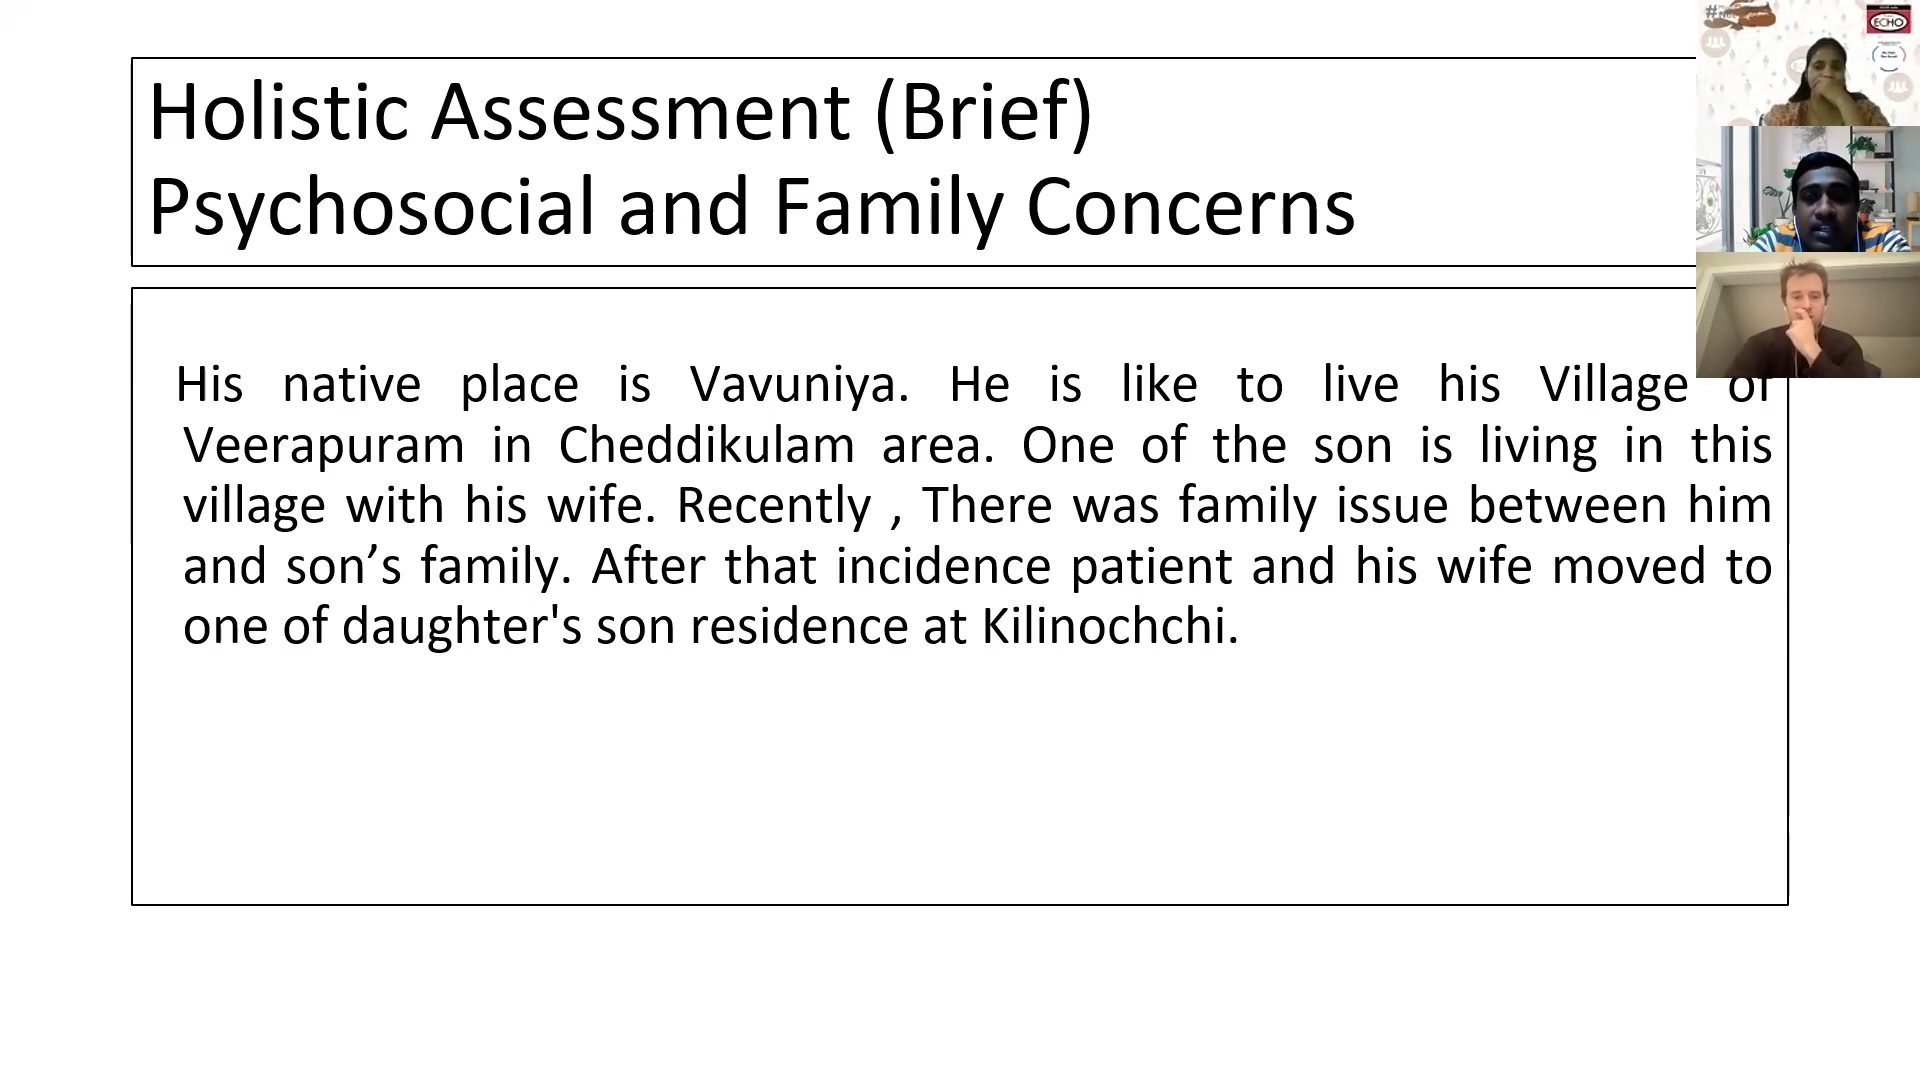 Holistic Assessment (Brief)
Psychosocial and Family Concerns
His native place is Vavuniya. He is like to live his Village of
Veerapuram in Cheddikulam area. One of the son is living in this
village with his wife. Recently , There was family issue between him
and son’s family. After that incidence patient and his wife moved to
one of daughter's son residence at Kilinochchi.
ECHO